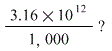 3.16 × 10^12
1, 000 ?